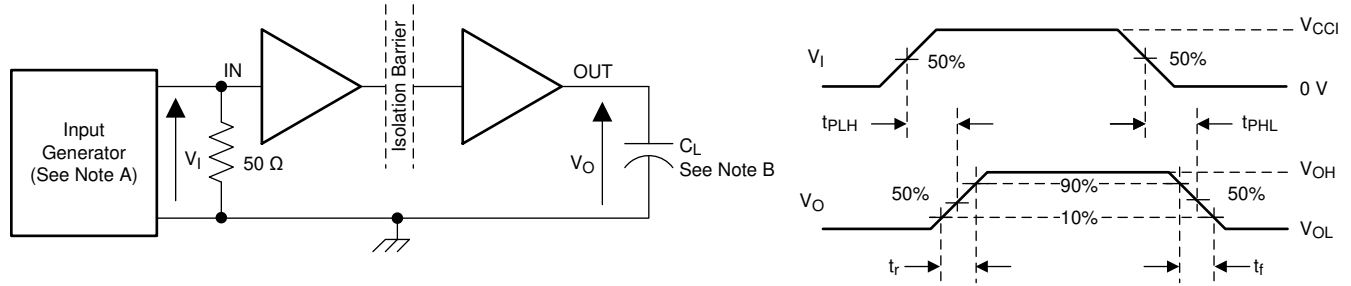 Input
Generator
(See Note A)
V_I
IN
50 Ω
Isolation Barrier
OUT
V_O
C_L
See Note B
V_I
50%
50%
V_CCI
0 V
t_PLH
t_PHL
V_O
50%
90%
50%
10%
V_OH
V_OL
t_r
t_f